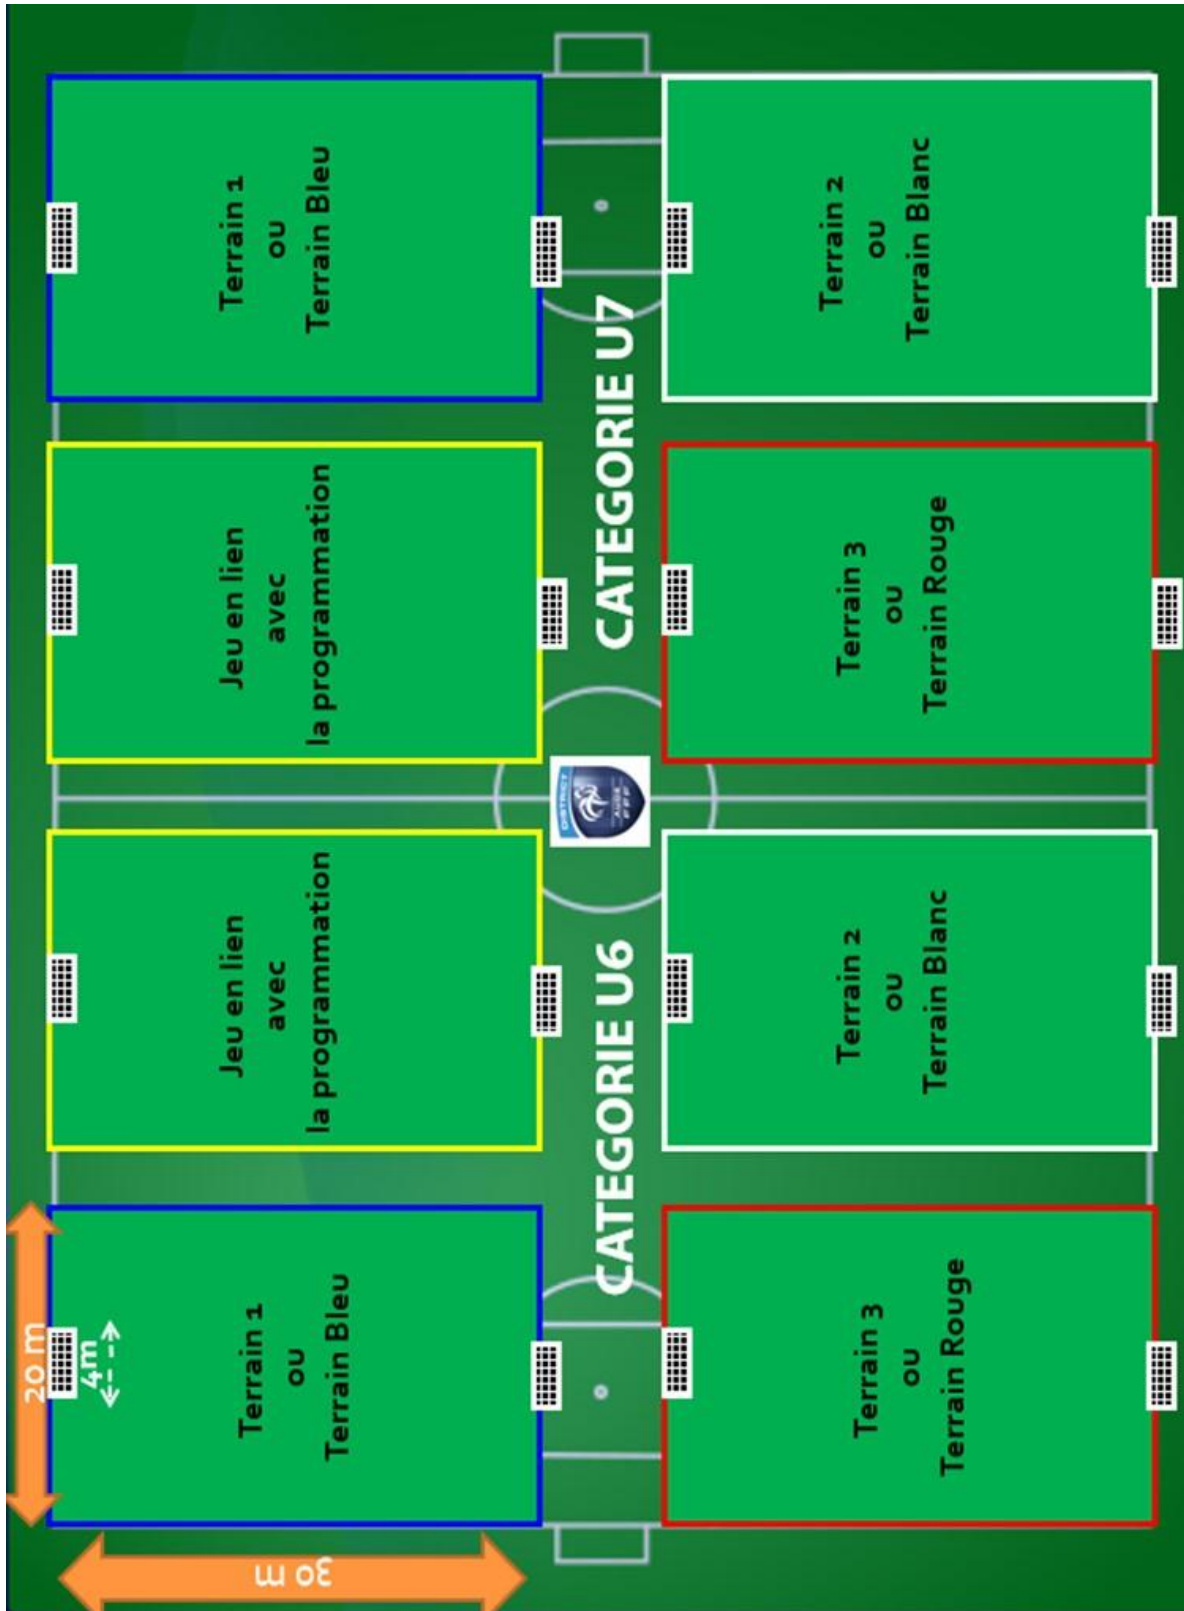 20 m
4m
30 m
Terrain 1
ou
Terrain Bleu
Jeu en lien
avec
la programmation
Jeu en lien
avec
la programmation
Terrain 1
ou
Terrain Bleu
CATEGORIE U6
DISTRICT
AUDE
CATEGORIE U7
Terrain 3
ou
Terrain Rouge
Terrain 2
ou
Terrain Blanc
Terrain 3
ou
Terrain Rouge
Terrain 2
ou
Terrain Blanc